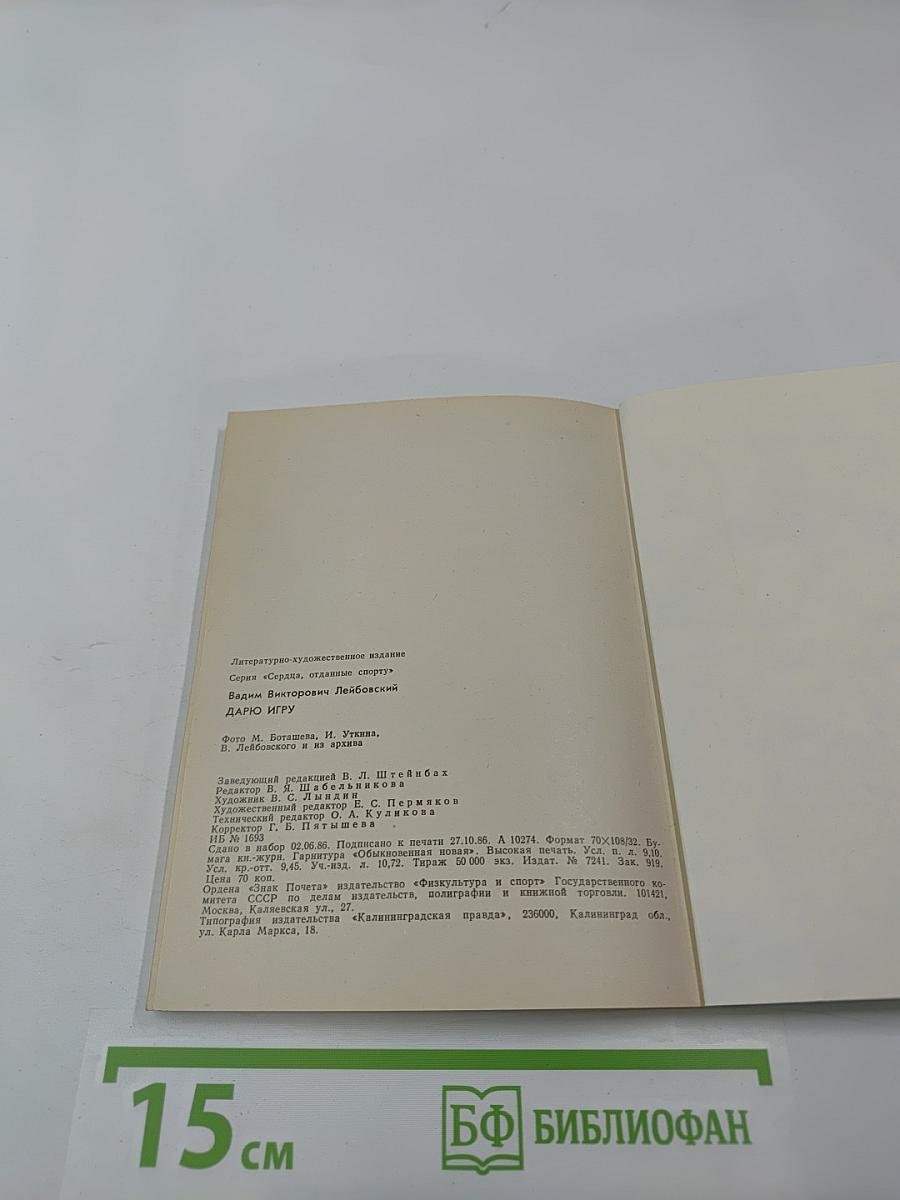 Литературно-художественное издание
Серия «Сердца, отданные спорту»
Вадим Викторович Лейбовский
ДАРЮ ИГРУ
Фото М. Боташева, И. Уткина,
В. Лейбовского и из архива
Заведующий редакцией В. Л. Штейнбах
Редактор В. Я. Шабельникова
Художник В. С. Лындин
Художественный редактор Е. С. Пермяков
Технический редактор О. А. Куликова
Корректор Г. Б. Пятышева
ИБ № 1693
Сдано в набор 02.06.86. Подписано к печати 27.10.86. А 10274. Формат 70×108/32. Бу-
мага кн.-журн. Гарнитура «Обыкновенная новая». Высокая печать. Усл. п. л. 9,10.
Усл. кр.-отт. 9,45. Уч.-изд. л. 10,72. Тираж 50 000 экз. Издат. № 7241. Зак. 919.
Цена 70 коп.
Ордена «Знак Почета» издательство «Физкультура и спорт» Государственного ко-
митета СССР по делам издательств, полиграфии и книжной торговли. 101421,
Москва, Каляевская ул., 27.
Типография издательства «Калининградская правда», 236000, Калининград обл.,
ул. Карла Маркса, 18.
15 см
БФ БИБЛИОФАН